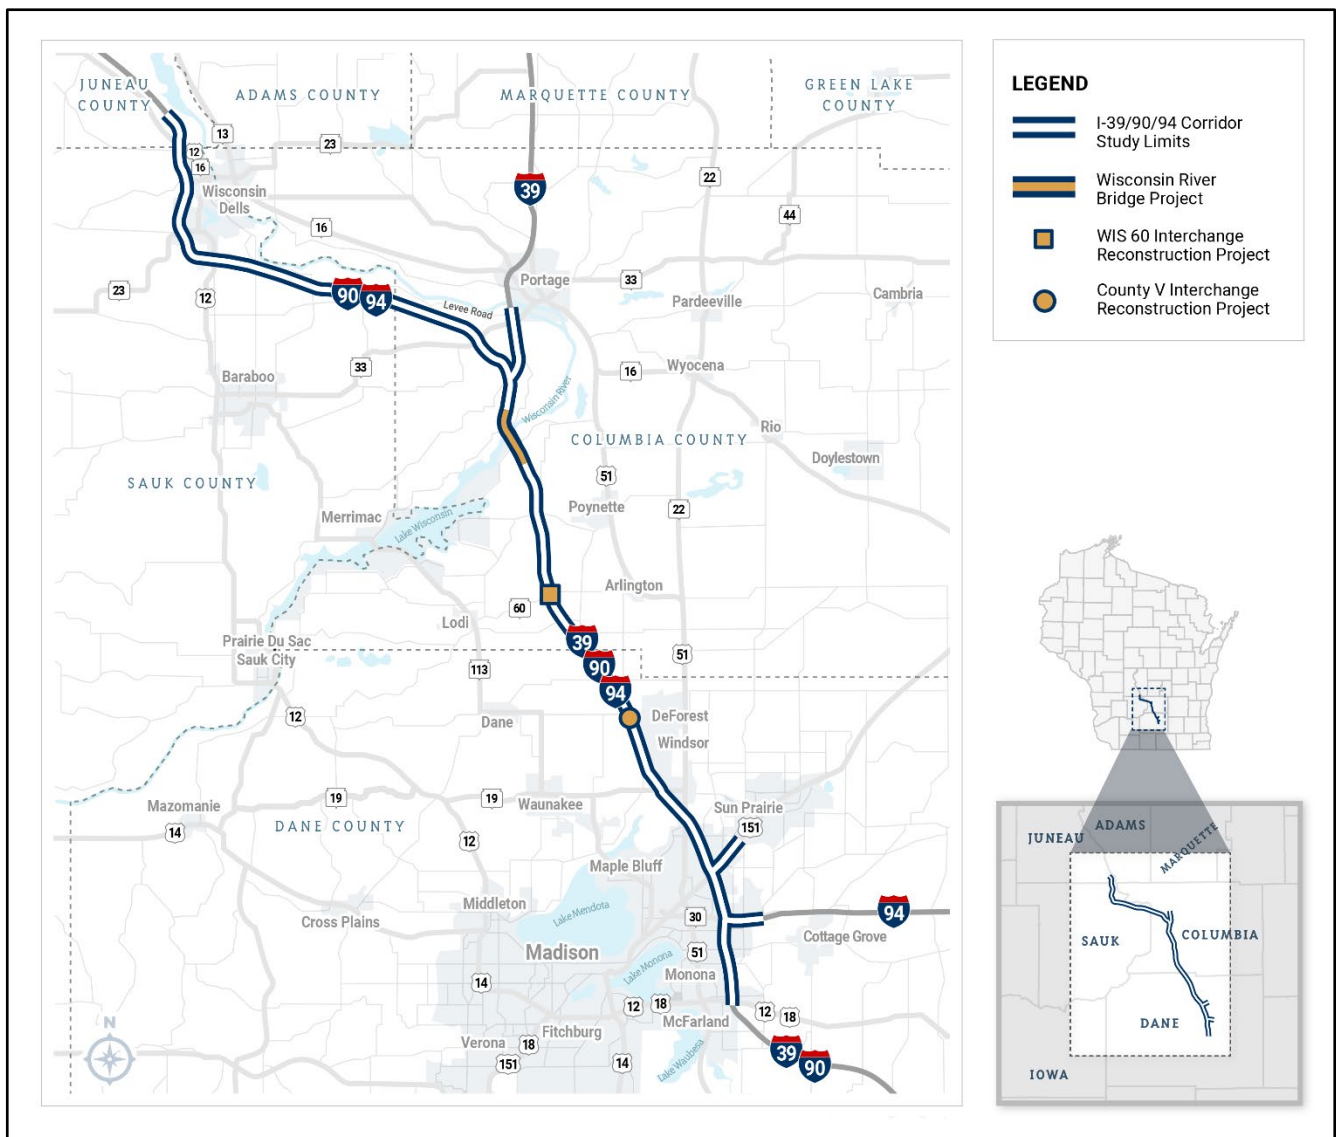 JUNEAU
COUNTY
ADAMS COUNTY
MARQUETTE COUNTY
GREEN LAKE
COUNTY
13
23
12
16
Wisconsin
Dells
39
22
16
44
23
12
90
94
Levee Road
Portage
33
Pardeeville
Cambria
Baraboo
33
16
Wyocena
Wisconsin River
COLUMBIA COUNTY
Rio
Doylestown
SAUK COUNTY
51
Merrimac
Lake Wisconsin
Poynette
22
60
Arlington
Lodi
Prairie Du Sac
Sauk City
39
90
94
51
113
12
Dane
DeForest
Windsor
Mazomanie
14
19
19
Waunakee
Sun Prairie
151
DANE COUNTY
12
Maple Bluff
Middleton
Lake Mendota
Cross Plains
30
94
Cottage Grove
Madison
51
Lake Monona
Monona
14
12
18
McFarland
12
18
Fitchburg
Verona
18
151
14
Lake Waubesa
39
90
N
LEGEND
I-39/90/94 Corridor
Study Limits
Wisconsin River
Bridge Project
WIS 60 Interchange
Reconstruction Project
County V Interchange
Reconstruction Project
JUNEAU
ADAMS
MARQUETTE
SAUK
COLUMBIA
DANE
IOWA